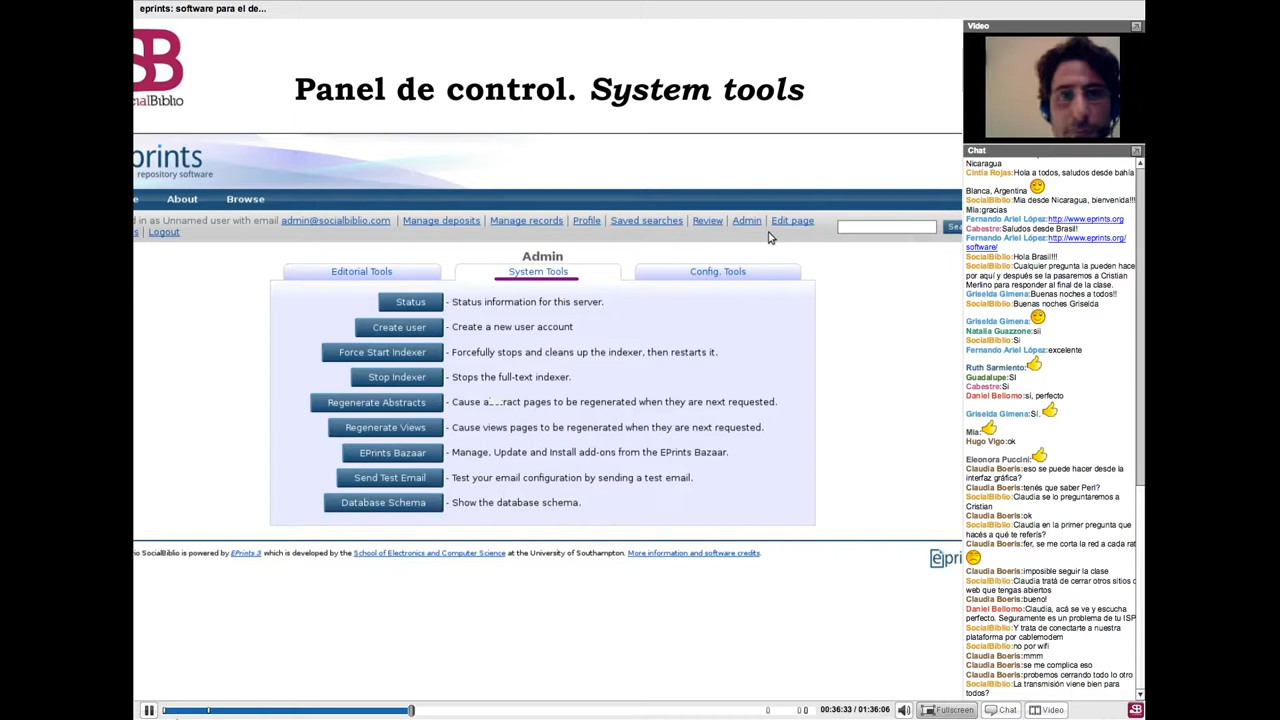 eprints: software para el de...
SB
ialBiblio
Panel de control. System tools
prints
repository software
e About Browse
d in as Unnamed user with email admin@socialbiblio.com | Manage deposits | Manage records | Profile | Saved searches | Review | Admin | Edit page
s | Logout
Sea
Admin
Editorial Tools
System Tools
Config. Tools
Status - Status information for this server.
Create user - Create a new user account
Force Start Indexer - Forcefully stops and cleans up the indexer, then restarts it.
Stop Indexer - Stops the full-text indexer.
Regenerate Abstracts - Cause abstract pages to be regenerated when they are next requested.
Regenerate Views - Cause views pages to be regenerated when they are next requested.
EPrints Bazaar - Manage, Update and Install add-ons from the EPrints Bazaar.
Send Test Email - Test your email configuration by sending a test email.
Database Schema - Show the database schema.
rio SocialBiblio is powered by EPrints 3 which is developed by the School of Electronics and Computer Science at the University of Southampton. More information and software credits.
eprin
Video
Chat
Nicaragua
Cintia Rojas:Hola a todos, saludos desde bahía
Blanca, Argentina
SocialBiblio:Mia desde Nicaragua, bienvenida!!!
Mia:gracias
Fernando Ariel López:http://www.eprints.org
Cabestre:Saludos desde Brasil!
Fernando Ariel López:http://www.eprints.org/
software/
SocialBiblio:Hola Brasil!!!
SocialBiblio:Cualquier pregunta la pueden hace
por aquí y después se la pasaremos a Cristian
Merlino para responder al final de la clase.
Griselda Gimena:Buenas noches a todos!!
SocialBiblio:Buenas noches Griselda
Griselda Gimena:
Natalia Guazzone:sii
SocialBiblio:Si
Fernando Ariel López:excelente
Ruth Sarmiento:
Guadalupe:SI
Cabestre:Si
Daniel Bellomo:sí, perfecto
Griselda Gimena:Sí.
Mia:
Hugo Vigo:ok
Eleonora Puccini:
Claudia Boeris:eso se puede hacer desde la
interfaz gráfica?
Claudia Boeris:tenés que saber Perl?
SocialBiblio:Claudia se lo preguntaremos a
Cristian
Claudia Boeris:ok
SocialBiblio:Claudia en la primer pregunta que
hacés a qué te referís?
Claudia Boeris:fer, se me corta la red a cada rat
Claudia Boeris:imposible seguir la clase
SocialBiblio:Claudia tratá de cerrar otros sitios d
web que tengas abiertos
Claudia Boeris:bueno!
Daniel Bellomo:Claudia, acá se ve y escucha
perfecto. Seguramente es un problema de tu ISP
SocialBiblio:Y trata de conectarte a nuestra
plataforma por cablemodem
SocialBiblio:no por wifi
Claudia Boeris:mmm
Claudia Boeris:se me complica eso
Claudia Boeris:probemos cerrando todo lo otro
SocialBiblio:La transmisión viene bien para
todos?
00:36:33 / 01:36:06
Fullscreen
Chat
Video
SB